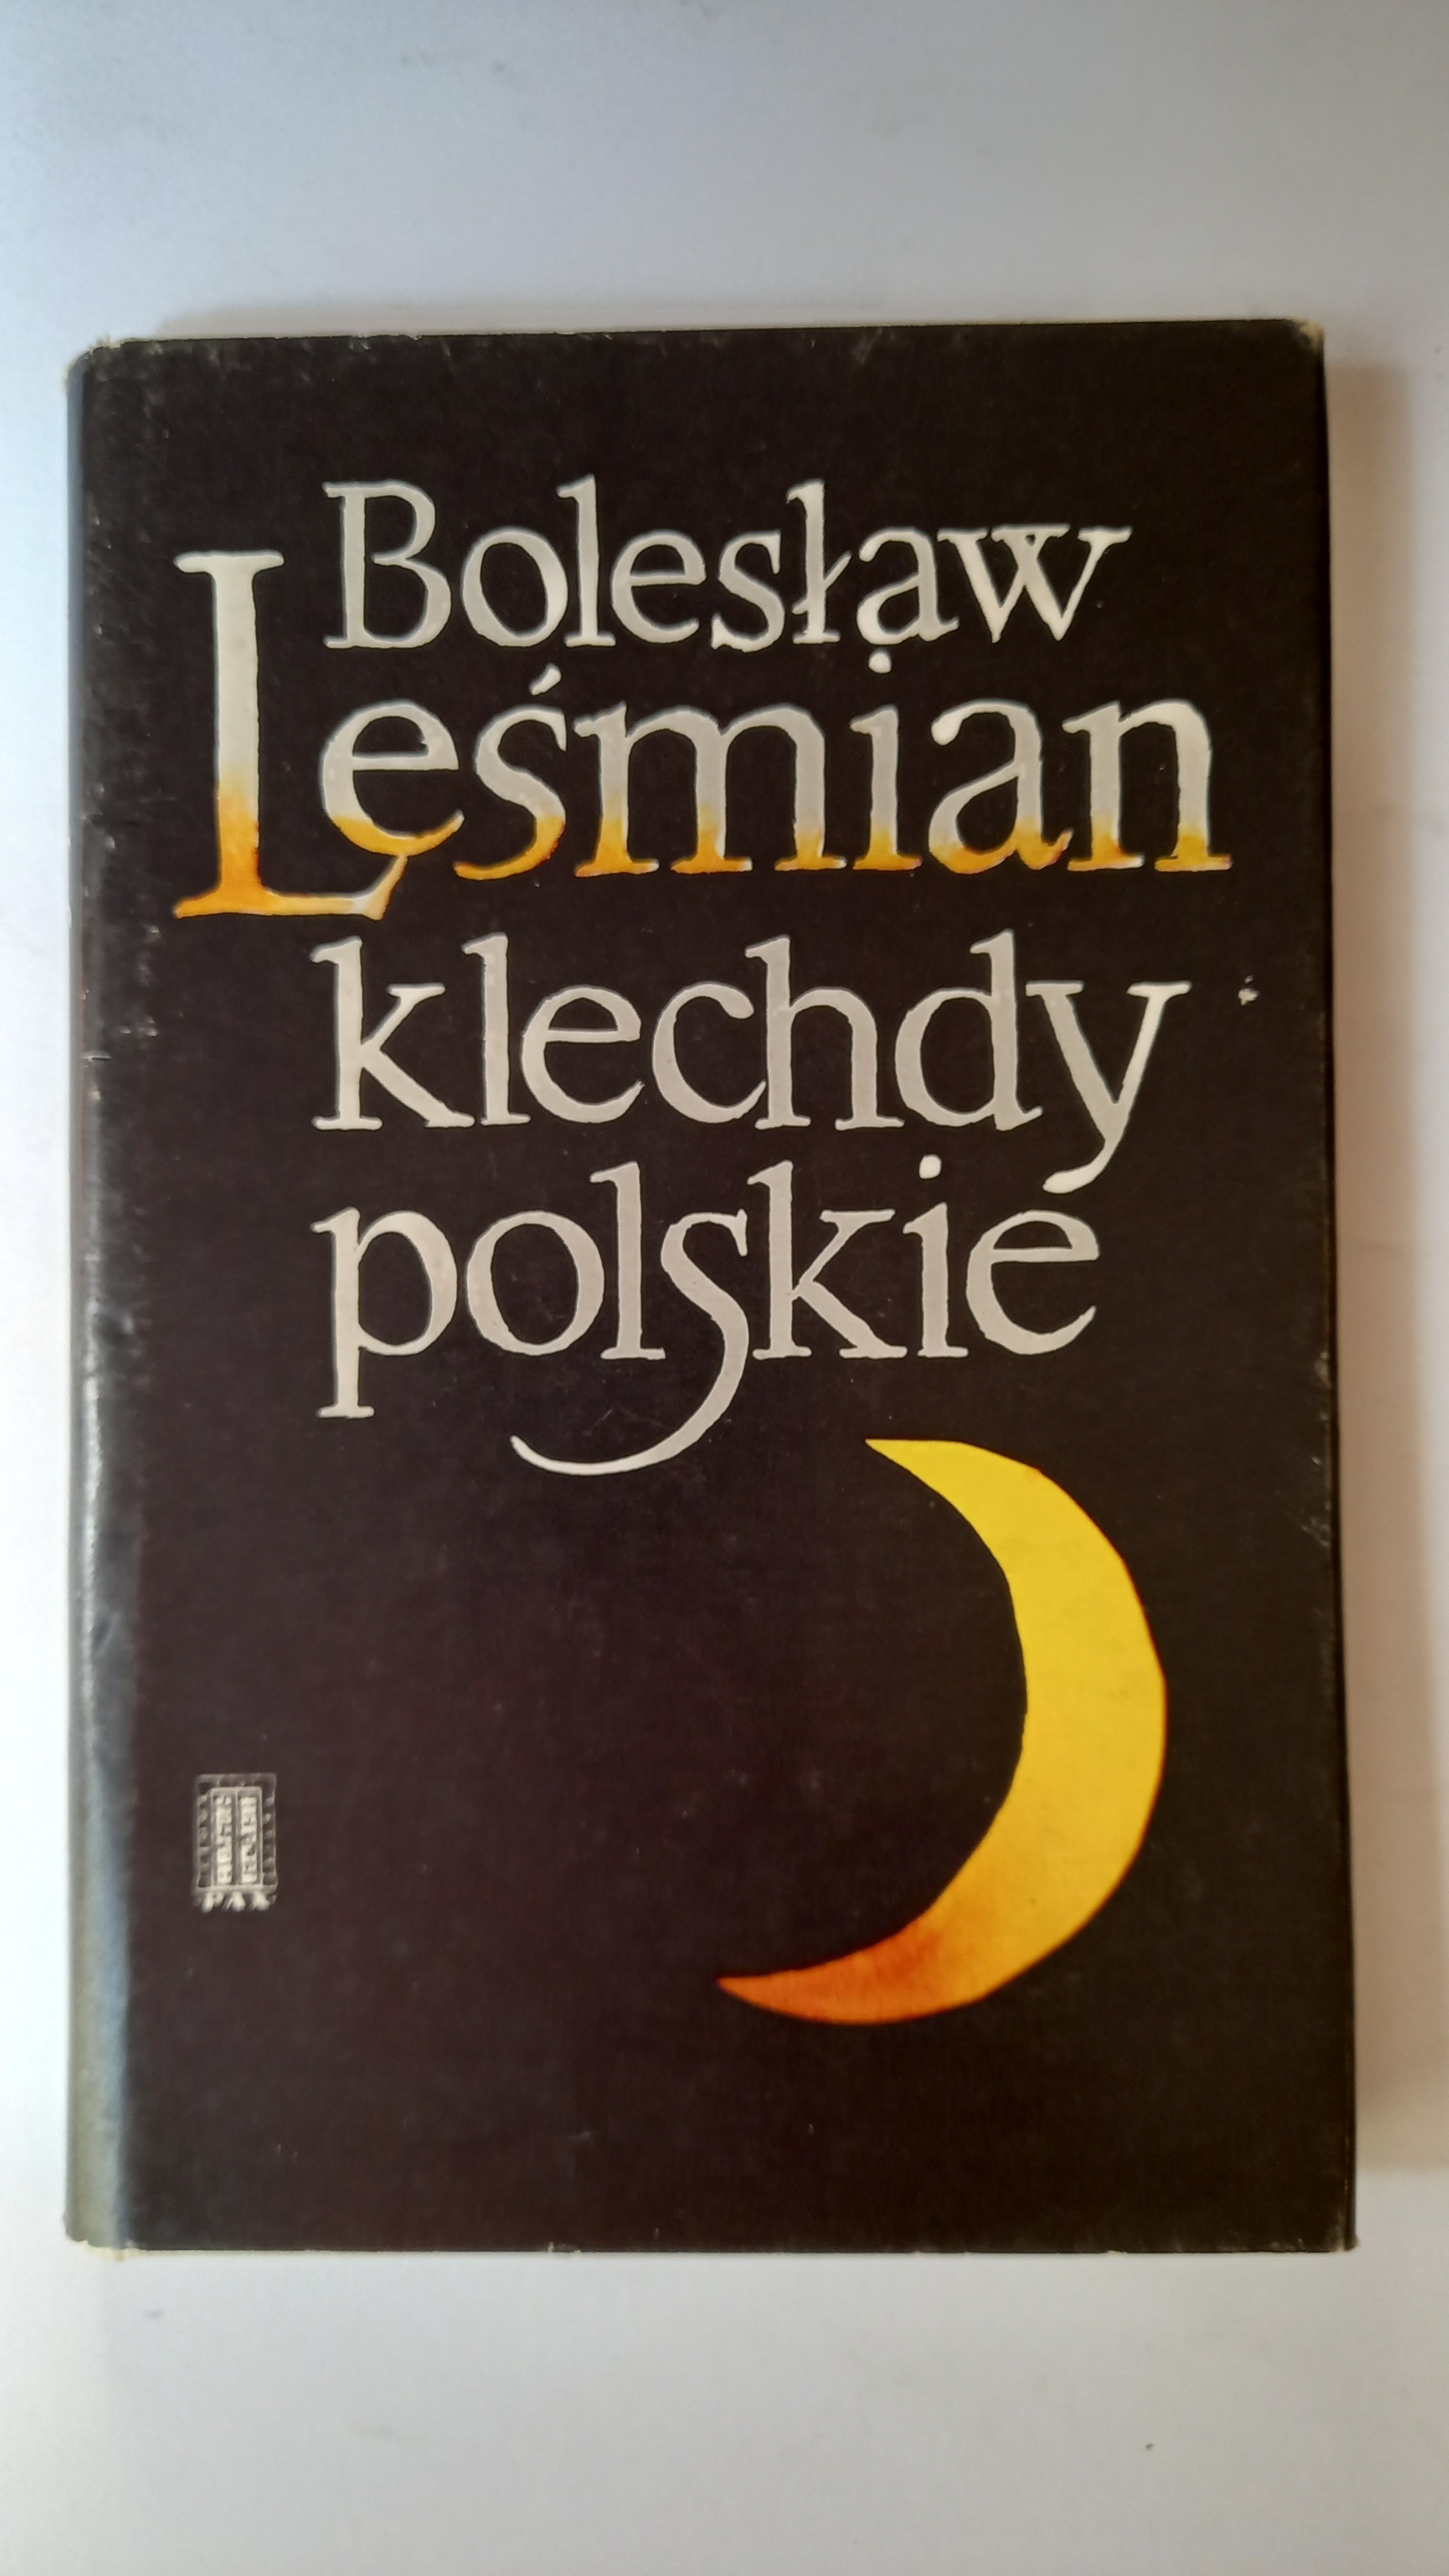 Bolesław
Leśmian
klechdy
polskie
PAX